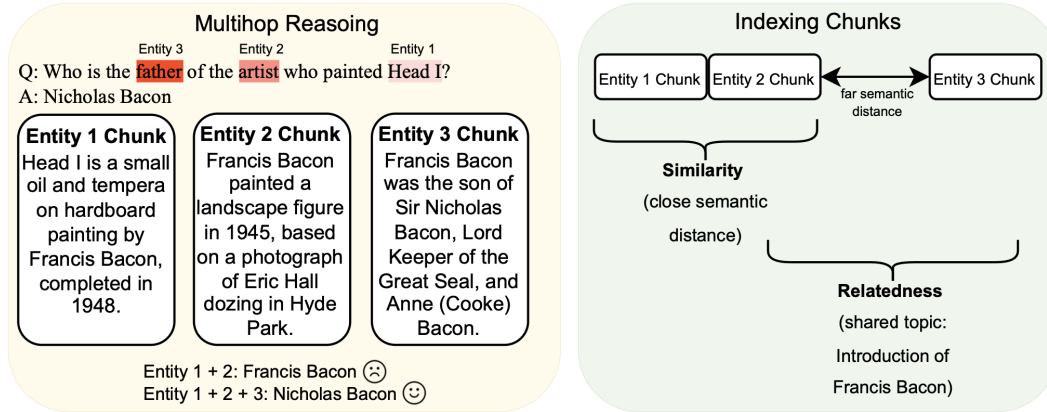 Multihop Reasoing
Entity 3
Entity 2
Entity 1
Q: Who is the father of the artist who painted Head I?
A: Nicholas Bacon
Entity 1 Chunk
Head I is a small
oil and tempera
on hardboard
painting by
Francis Bacon,
completed in
1948.
Entity 2 Chunk
Francis Bacon
painted a
landscape figure
in 1945, based
on a photograph
of Eric Hall
dozing in Hyde
Park.
Entity 3 Chunk
Francis Bacon
was the son of
Sir Nicholas
Bacon, Lord
Keeper of the
Great Seal, and
Anne (Cooke)
Bacon.
Entity 1 + 2: Francis Bacon
Entity 1 + 2 + 3: Nicholas Bacon
Indexing Chunks
Entity 1 Chunk
Entity 2 Chunk
far semantic
distance
Entity 3 Chunk
Similarity
(close semantic
distance)
Relatedness
(shared topic:
Introduction of
Francis Bacon)